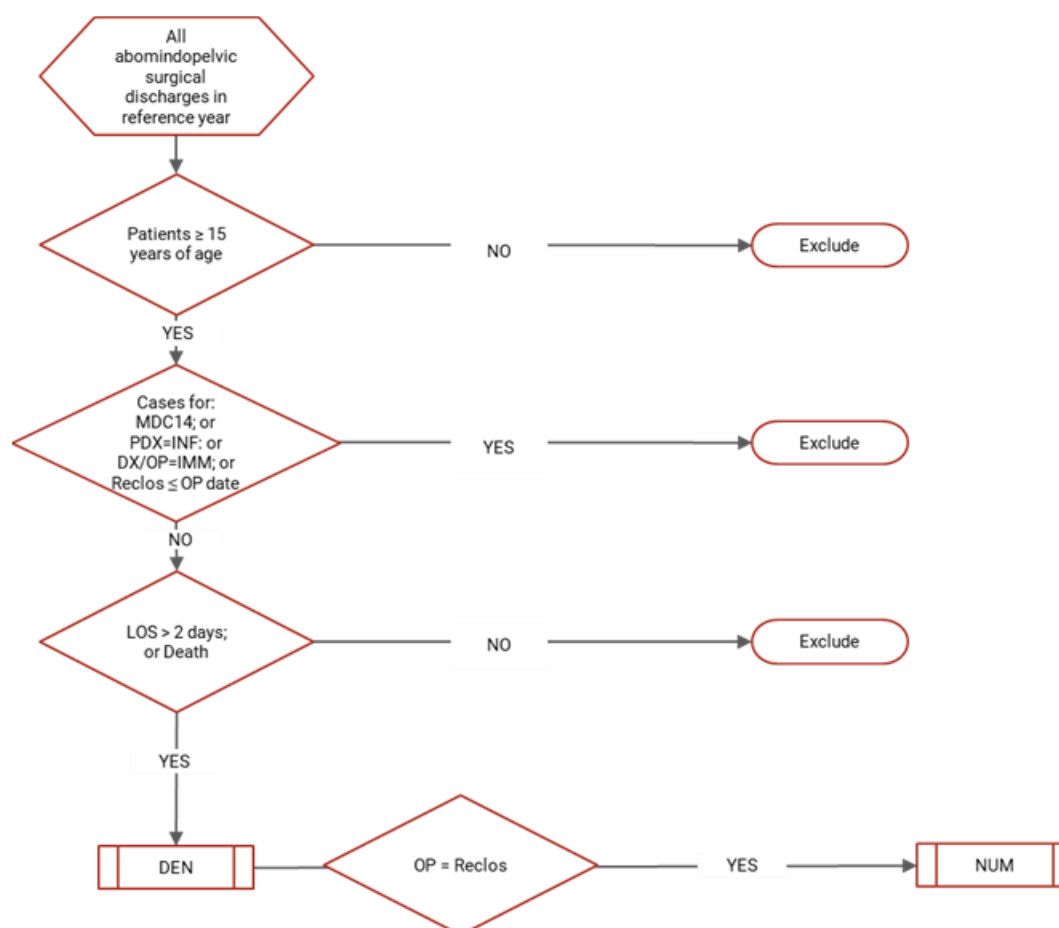 All
abomindopelvic
surgical
discharges in
reference year
Patients ≥ 15
years of age
NO
Exclude
YES
Cases for:
MDC14; or
PDX=INF: or
DX/OP=IMM; or
Reclos ≤ OP date
YES
Exclude
NO
LOS > 2 days;
or Death
NO
Exclude
YES
DEN
OP = Reclos
YES
NUM